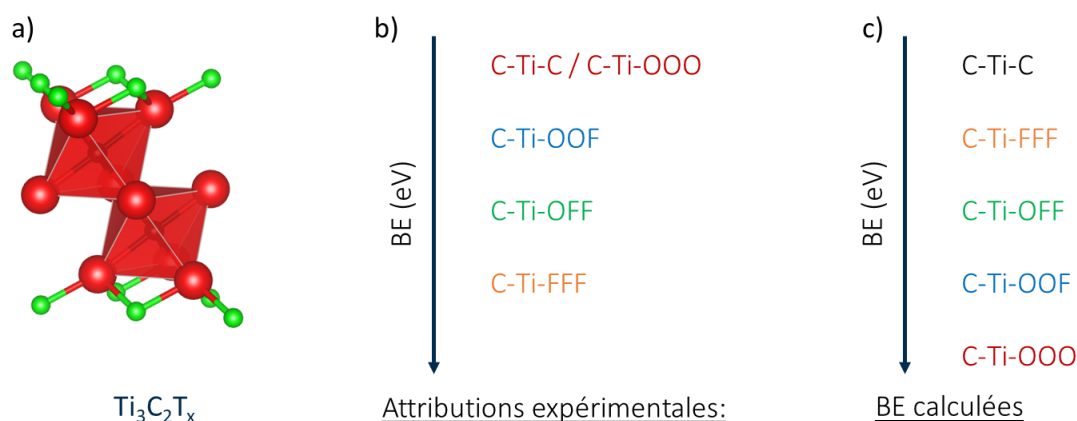 a)
Ti₃C₂Tₓ
b)
BE (eV)
C-Ti-C / C-Ti-OOO
C-Ti-OOF
C-Ti-OFF
C-Ti-FFF
Attributions expérimentales:
c)
BE (eV)
C-Ti-C
C-Ti-FFF
C-Ti-OFF
C-Ti-OOF
C-Ti-OOO
BE calculées